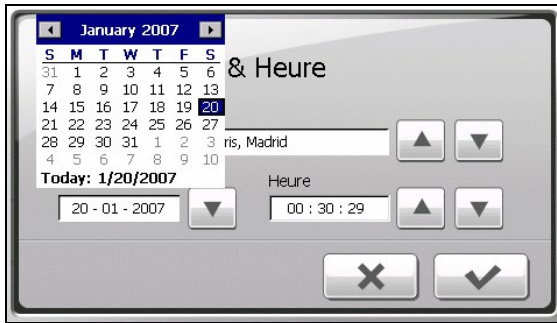 January 2007
S M T W T F S
31 1 2 3 4 5 6
7 8 9 10 11 12 13
14 15 16 17 18 19 20
21 22 23 24 25 26 27
28 29 30 31 1 2 3
4 5 6 7 8 9 10
Today: 1/20/2007
& Heure
ris, Madrid
Heure
20 - 01 - 2007
00 : 30 : 29